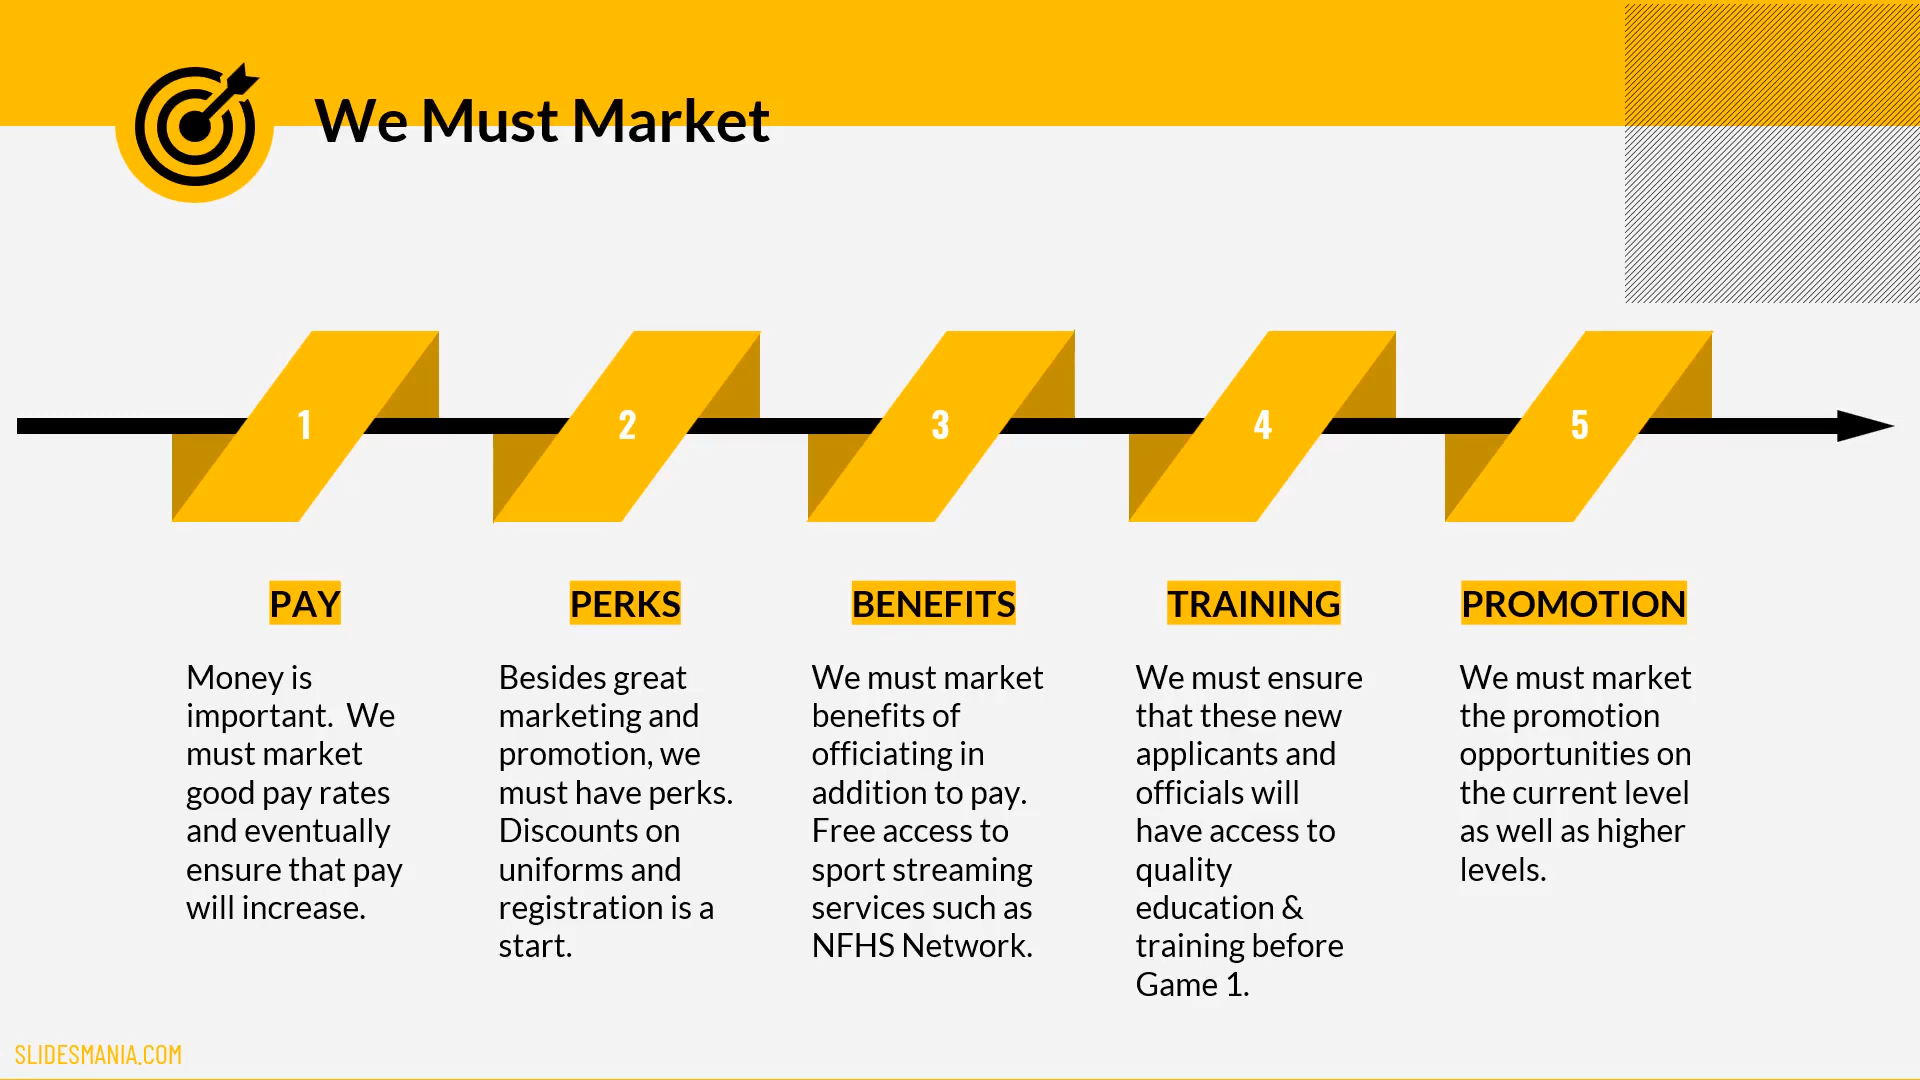 We Must Market
1
2
3
4
5
PAY
Money is
important.  We
must market
good pay rates
and eventually
ensure that pay
will increase.
PERKS
Besides great
marketing and
promotion, we
must have perks.
Discounts on
uniforms and
registration is a
start.
BENEFITS
We must market
benefits of
officiating in
addition to pay.
Free access to
sport streaming
services such as
NFHS Network.
TRAINING
We must ensure
that these new
applicants and
officials will
have access to
quality
education &
training before
Game 1.
PROMOTION
We must market
the promotion
opportunities on
the current level
as well as higher
levels.
SLIDESMANIA.COM